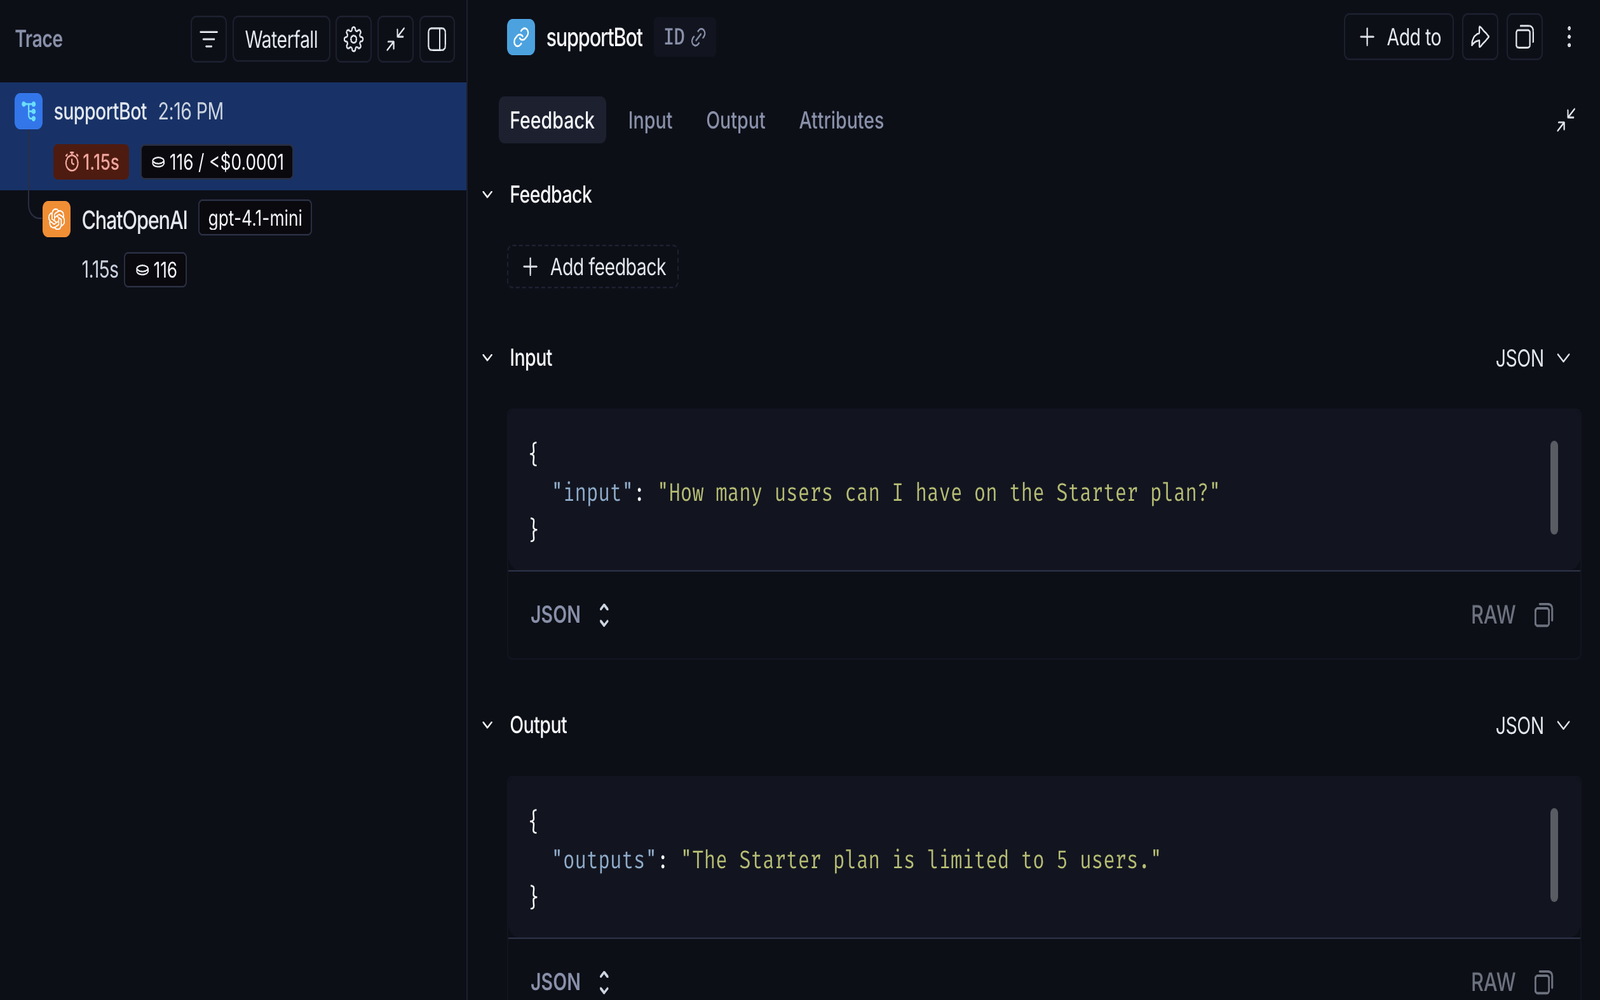 Trace
Waterfall
supportBot 2:16 PM
1.15s 116 / <$0.0001
ChatOpenAI gpt-4.1-mini
1.15s 116
supportBot ID
+ Add to
Feedback Input Output Attributes
Feedback
+ Add feedback
Input JSON
{
"input": "How many users can I have on the Starter plan?"
}
JSON RAW
Output JSON
{
"outputs": "The Starter plan is limited to 5 users."
}
JSON RAW